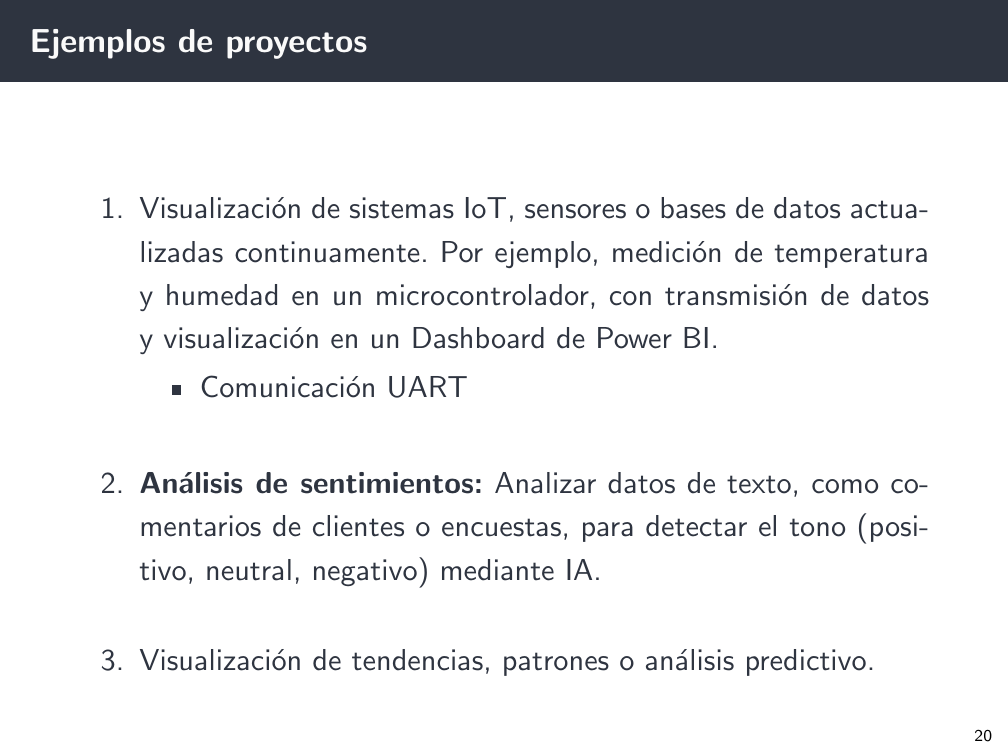 Ejemplos de proyectos
1. Visualización de sistemas IoT, sensores o bases de datos actua-
lizadas continuamente. Por ejemplo, medición de temperatura
y humedad en un microcontrolador, con transmisión de datos
y visualización en un Dashboard de Power BI.
▪ Comunicación UART
2. Análisis de sentimientos: Analizar datos de texto, como co-
mentarios de clientes o encuestas, para detectar el tono (posi-
tivo, neutral, negativo) mediante IA.
3. Visualización de tendencias, patrones o análisis predictivo.
20